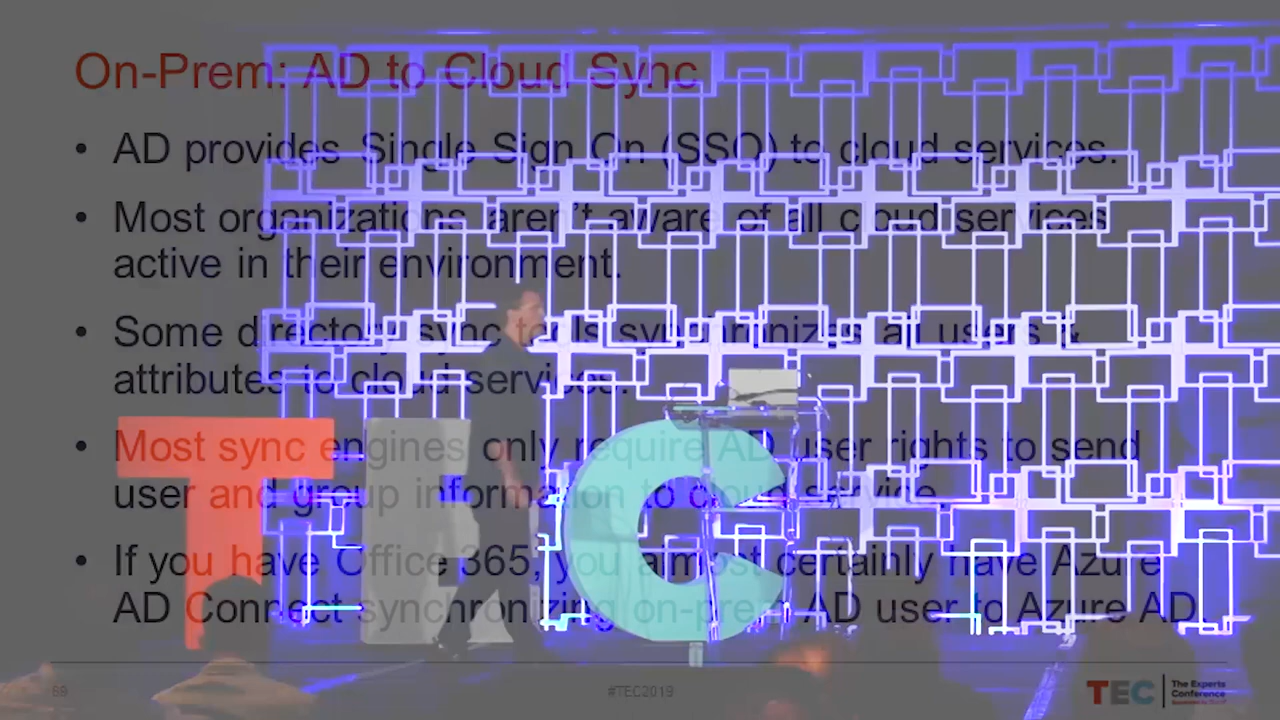 On-Prem: AD to Cloud Sync
• AD provides Single Sign On (SSO) to cloud services.
• Most organizations aren't aware of all cloud services
active in their environment.
• Some directory sync tools synchronizes all users &
attributes to cloud services.
• Most sync engines only require AD user rights to send
user and group information to cloud service.
• If you have Office 365, you almost certainly have Azure
AD Connect synchronizing on-prem AD user to Azure AD.
T E C
69
#TEC2019
TEC
The Experts
Conference